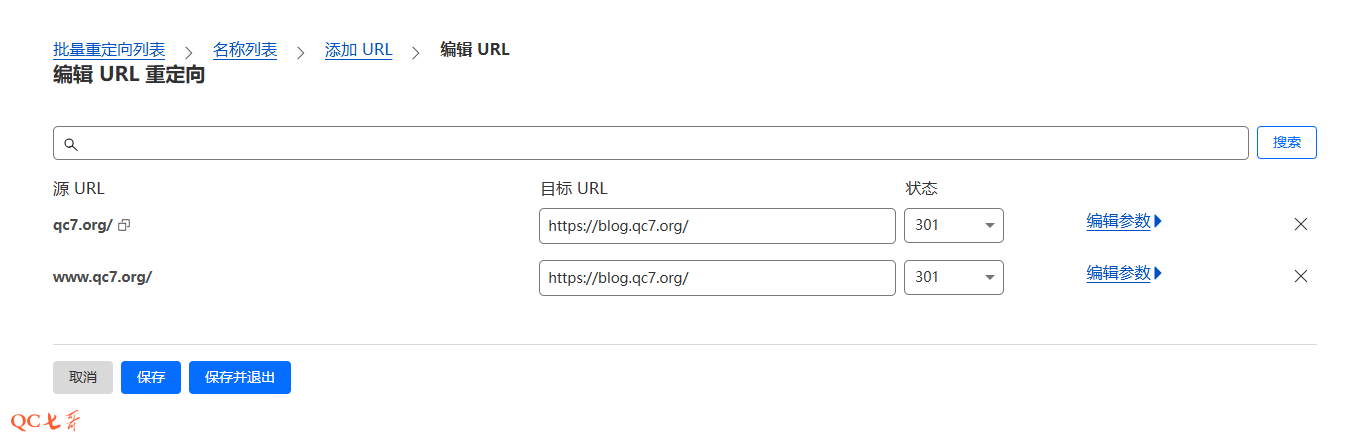 批量重定向列表 > 名称列表 > 添加 URL > 编辑 URL
编辑 URL 重定向
搜索
源 URL 目标 URL 状态
qc7.org/ https://blog.qc7.org/ 301 编辑参数
www.qc7.org/ https://blog.qc7.org/ 301 编辑参数
取消 保存 保存并退出
QC七哥